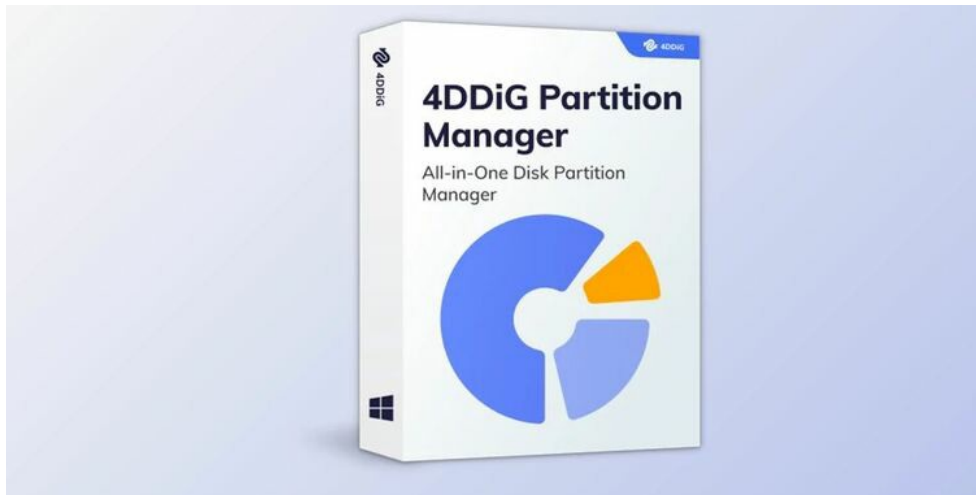 4DDiG
4DDiG
4DDiG Partition
Manager
All-in-One Disk Partition
Manager